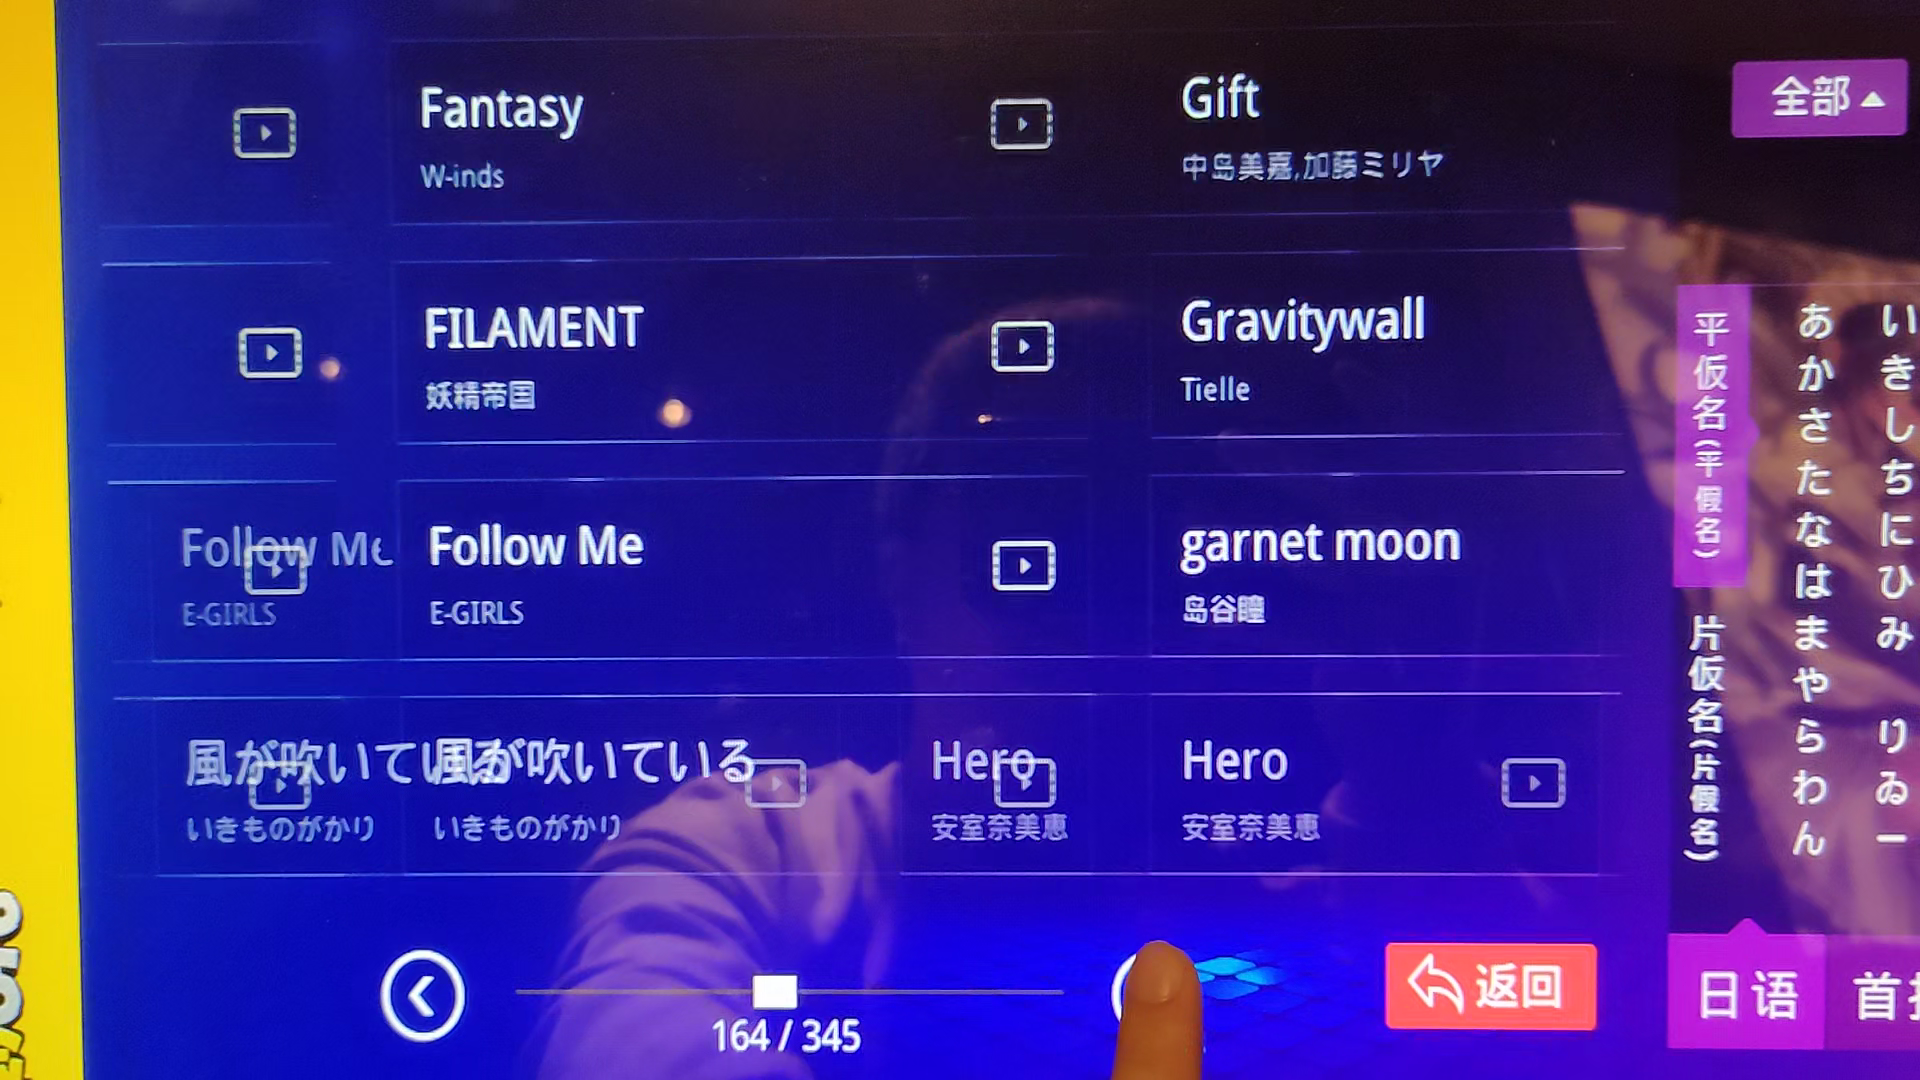 Fantasy
W-inds
Gift
中岛美嘉,加藤ミリヤ
全部
FILAMENT
妖精帝国
Gravitywall
Tielle
Follow Me
E-GIRLS
Follow Me
E-GIRLS
garnet moon
岛谷瞳
風が吹いている
いきものがかり
風が吹いている
いきものがかり
Hero
安室奈美恵
Hero
安室奈美恵
164 / 345
返回
平仮名(平假名)
片仮名(片假名)
あかさたなはまやらわん
いきしちにひみ りゐー
日语
首